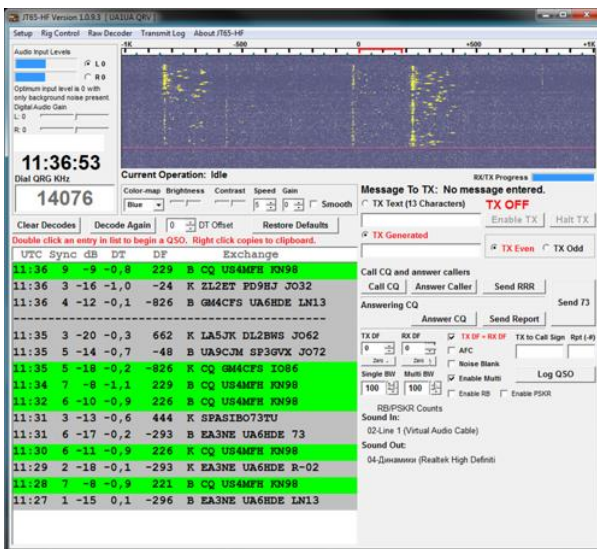 JT65-HF Version 1.0.9.3 [UA1UA QRV]
Setup Rig Control Raw Decoder Transmit Log About JT65-HF
Audio Input Levels
L 0
R 0
Optimum input level is 0 with
only background noise present.
Digital Audio Gain
L: 0
R: 0
-1K -500 0 +500 +1K
11:36:53
Dial QRG KHz
14076
Current Operation: Idle
RX/TX Progress
Color-map Brightness Contrast Speed Gain
Blue 5 0 Smooth
Message To TX: No message entered.
TX Text (13 Characters) TX OFF
Enable TX Halt TX
TX Generated
TX Even TX Odd
Clear Decodes Decode Again 0 DT Offset Restore Defaults
Double click an entry in list to begin a QSO. Right click copies to clipboard.
UTC Sync dB DT DF Exchange
11:36 9 -9 -0,8 229 B CQ US4MFH KN98
11:36 3 -16 -1,0 -24 K ZL2ET PD9HJ JO32
11:36 4 -12 -0,1 -826 B GM4CFS UA6HDE LN13
11:35 3 -20 -0,3 662 K LA5JK DL2BWS JO62
11:35 5 -14 -0,7 -48 B UA9CJM SP3GVX JO72
11:35 5 -18 -0,2 -826 K CQ GM4CFS IO86
11:34 7 -8 -1,1 229 B CQ US4MFH KN98
11:32 6 -10 -0,9 226 B CQ US4MFH KN98
11:31 3 -13 -0,6 444 K SPASIBO73TU
11:31 6 -17 -0,2 -293 B EA3NE UA6HDE 73
11:30 6 -11 -0,9 226 K CQ US4MFH KN98
11:29 2 -18 -0,1 -293 K EA3NE UA6HDE R-02
11:28 7 -8 -0,9 221 B CQ US4MFH KN98
11:27 1 -15 0,1 -296 B EA3NE UA6HDE LN13
Call CQ and answer callers
Call CQ Answer Caller Send RRR
Answering CQ Send 73
Answer CQ Send Report
TX DF RX DF TX DF = RX DF TX to Call Sign Rpt (-#)
0 0 AFC
Zero Zero Noise Blank
Single BW Multi BW Enable Multi Log QSO
100 100 Enable RB Enable PSKR
RB/PSKR Counts
Sound In:
02-Line 1 (Virtual Audio Cable)
Sound Out:
04-Динамики (Realtek High Definiti